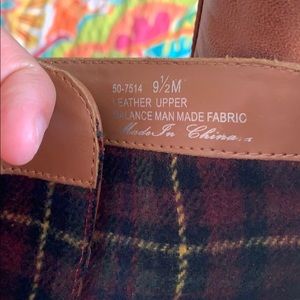 50-7514 9½M
LEATHER UPPER
BALANCE MAN MADE FABRIC
Made In China